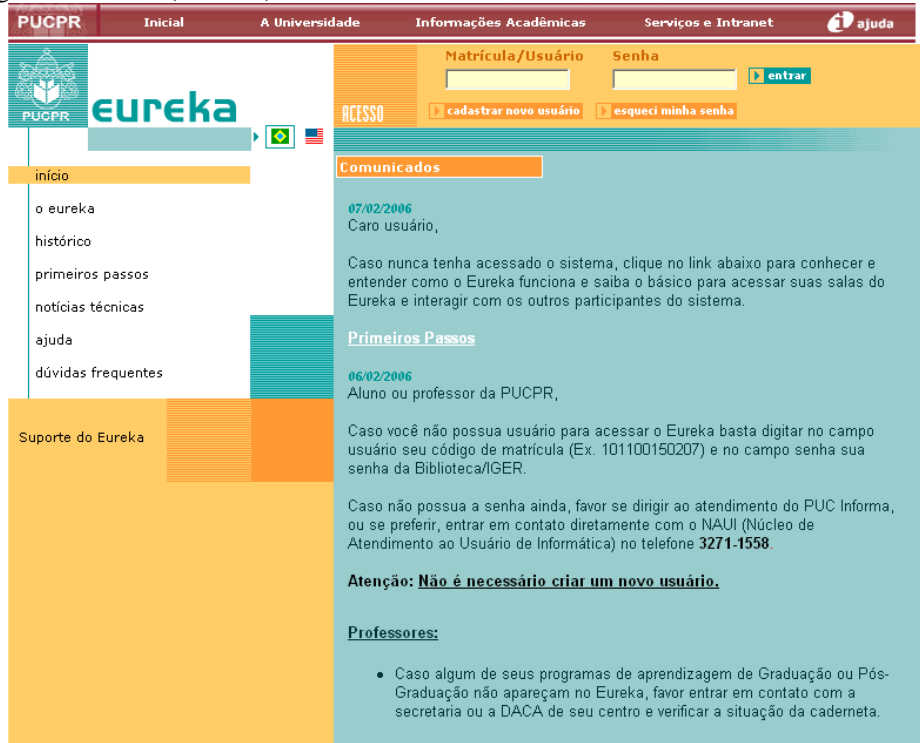 PUCPR Inicial A Universidade Informações Acadêmicas Serviços e Intranet ajuda
Matrícula/Usuário Senha
entrar
PUCPR eureka ACESSO cadastrar novo usuário esqueci minha senha
início
o eureka
histórico
primeiros passos
notícias técnicas
ajuda
dúvidas frequentes
Suporte do Eureka
Comunicados
07/02/2006
Caro usuário,
Caso nunca tenha acessado o sistema, clique no link abaixo para conhecer e
entender como o Eureka funciona e saiba o básico para acessar suas salas do
Eureka e interagir com os outros participantes do sistema.
Primeiros Passos
06/02/2006
Aluno ou professor da PUCPR,
Caso você não possua usuário para acessar o Eureka basta digitar no campo
usuário seu código de matrícula (Ex. 101100150207) e no campo senha sua
senha da Biblioteca/IGER.
Caso não possua a senha ainda, favor se dirigir ao atendimento do PUC Informa,
ou se preferir, entrar em contato diretamente com o NAUI (Núcleo de
Atendimento ao Usuário de Informática) no telefone 3271-1558.
Atenção: Não é necessário criar um novo usuário.
Professores:
• Caso algum de seus programas de aprendizagem de Graduação ou Pós-
Graduação não apareçam no Eureka, favor entrar em contato com a
secretaria ou a DACA de seu centro e verificar a situação da caderneta.